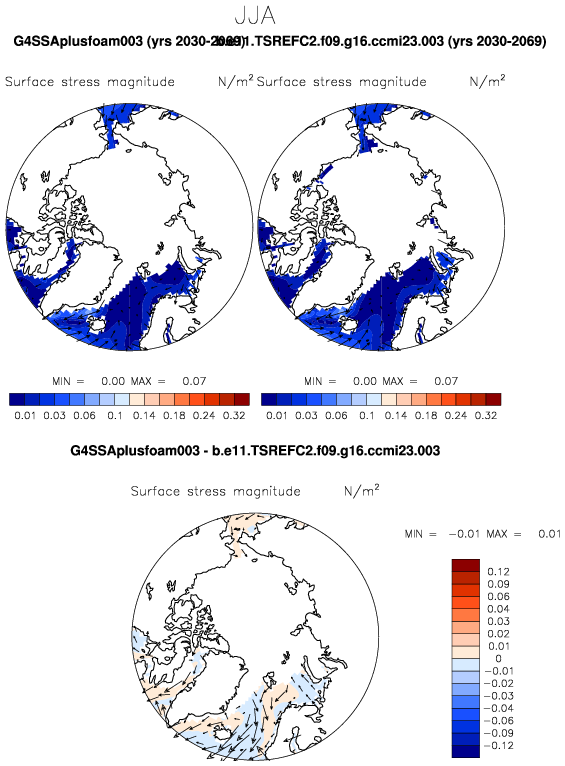 JJA
G4SSAplusfoam003 (yrs 2030-2069) b.e11.TSREFC2.f09.g16.ccmi23.003 (yrs 2030-2069)
Surface stress magnitude N/m² Surface stress magnitude N/m²
MIN = 0.00 MAX = 0.07 MIN = 0.00 MAX = 0.07
0.01 0.03 0.06 0.1 0.14 0.18 0.24 0.32 0.01 0.03 0.06 0.1 0.14 0.18 0.24 0.32
G4SSAplusfoam003 - b.e11.TSREFC2.f09.g16.ccmi23.003
Surface stress magnitude N/m²
MIN = -0.01 MAX = 0.01
0.12
0.09
0.06
0.04
0.03
0.02
0.01
0
-0.01
-0.02
-0.03
-0.04
-0.06
-0.09
-0.12